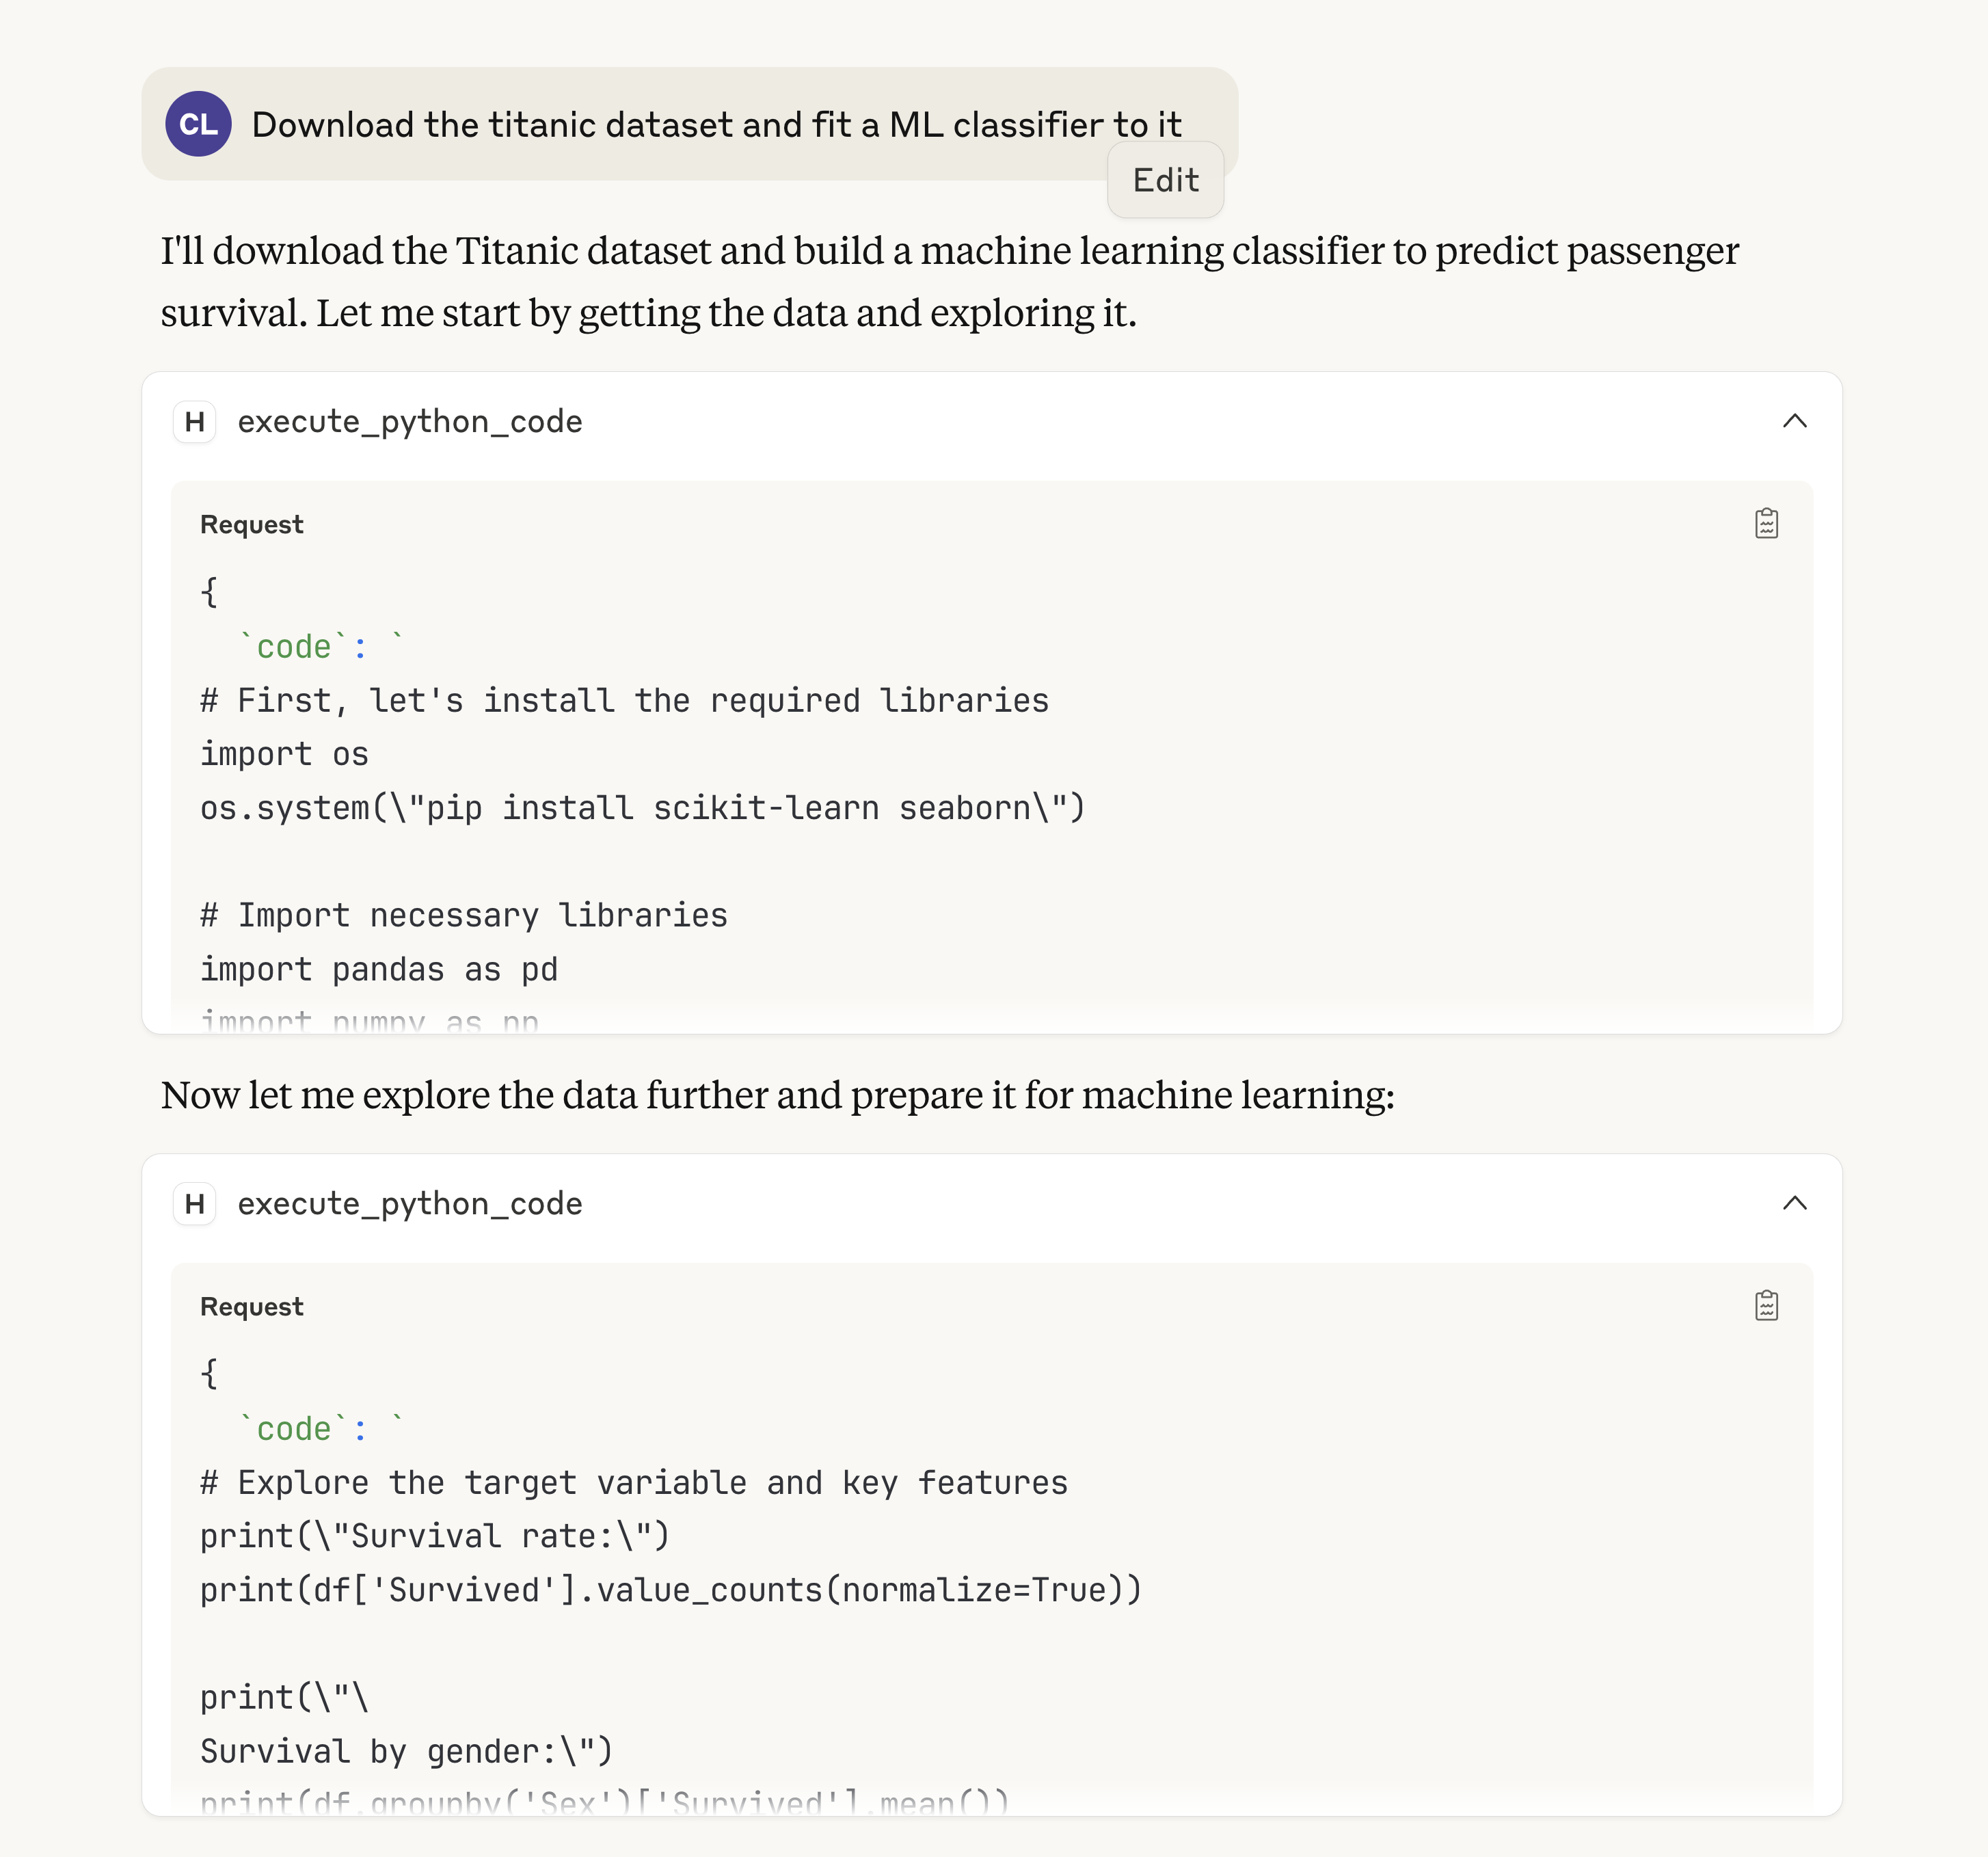 CL Download the titanic dataset and fit a ML classifier to it
Edit
I'll download the Titanic dataset and build a machine learning classifier to predict passenger
survival. Let me start by getting the data and exploring it.
H execute_python_code
Request
{
  `code`: `
# First, let's install the required libraries
import os
os.system(\"pip install scikit-learn seaborn\")
# Import necessary libraries
import pandas as pd
import numpy as np
Now let me explore the data further and prepare it for machine learning:
H execute_python_code
Request
{
  `code`: `
# Explore the target variable and key features
print(\"Survival rate:\")
print(df['Survived'].value_counts(normalize=True))
print(\"\
Survival by gender:\")
print(df.groupby('Sex')['Survived'].mean())